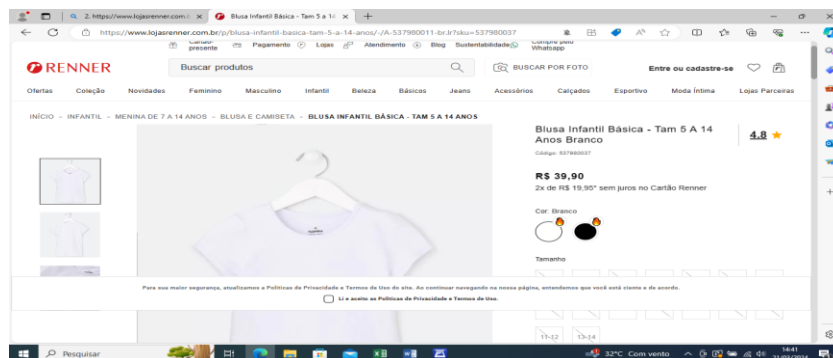 2. https://www.lojasrenner.com.b
Blusa Infantil Básica - Tam 5 a 14
https://www.lojasrenner.com.br/p/blusa-infantil-basica-tam-5-a-14-anos/-/A-537980011-br.lr?sku=537980037
Cartão-presente
Pagamento
Lojas
Atendimento
Blog
Sustentabilidade
Compre pelo Whatsapp
RENNER
Buscar produtos
BUSCAR POR FOTO
Entre ou cadastre-se
Ofertas Coleção Novidades Feminino Masculino Infantil Beleza Básicos Jeans Acessórios Calçados Esportivo Moda Íntima Lojas Parceiras
INÍCIO - INFANTIL - MENINA DE 7 A 14 ANOS - BLUSA E CAMISETA - BLUSA INFANTIL BÁSICA - TAM 5 A 14 ANOS
Blusa Infantil Básica - Tam 5 A 14
Anos Branco
4.8
Código: 537980037
R$ 39,90
2x de R$ 19,95* sem juros no Cartão Renner
Cor: Branco
Tamanho
Para sua maior segurança, atualizamos a Políticas de Privacidade e Termos de Uso do site. Ao continuar navegando na nossa página, entendemos que você está ciente e de acordo.
Li e aceito as Políticas de Privacidade e Termos de Uso.
11-12 13-14
Pesquisar
32°C Com vento
14:41
21/03/2024